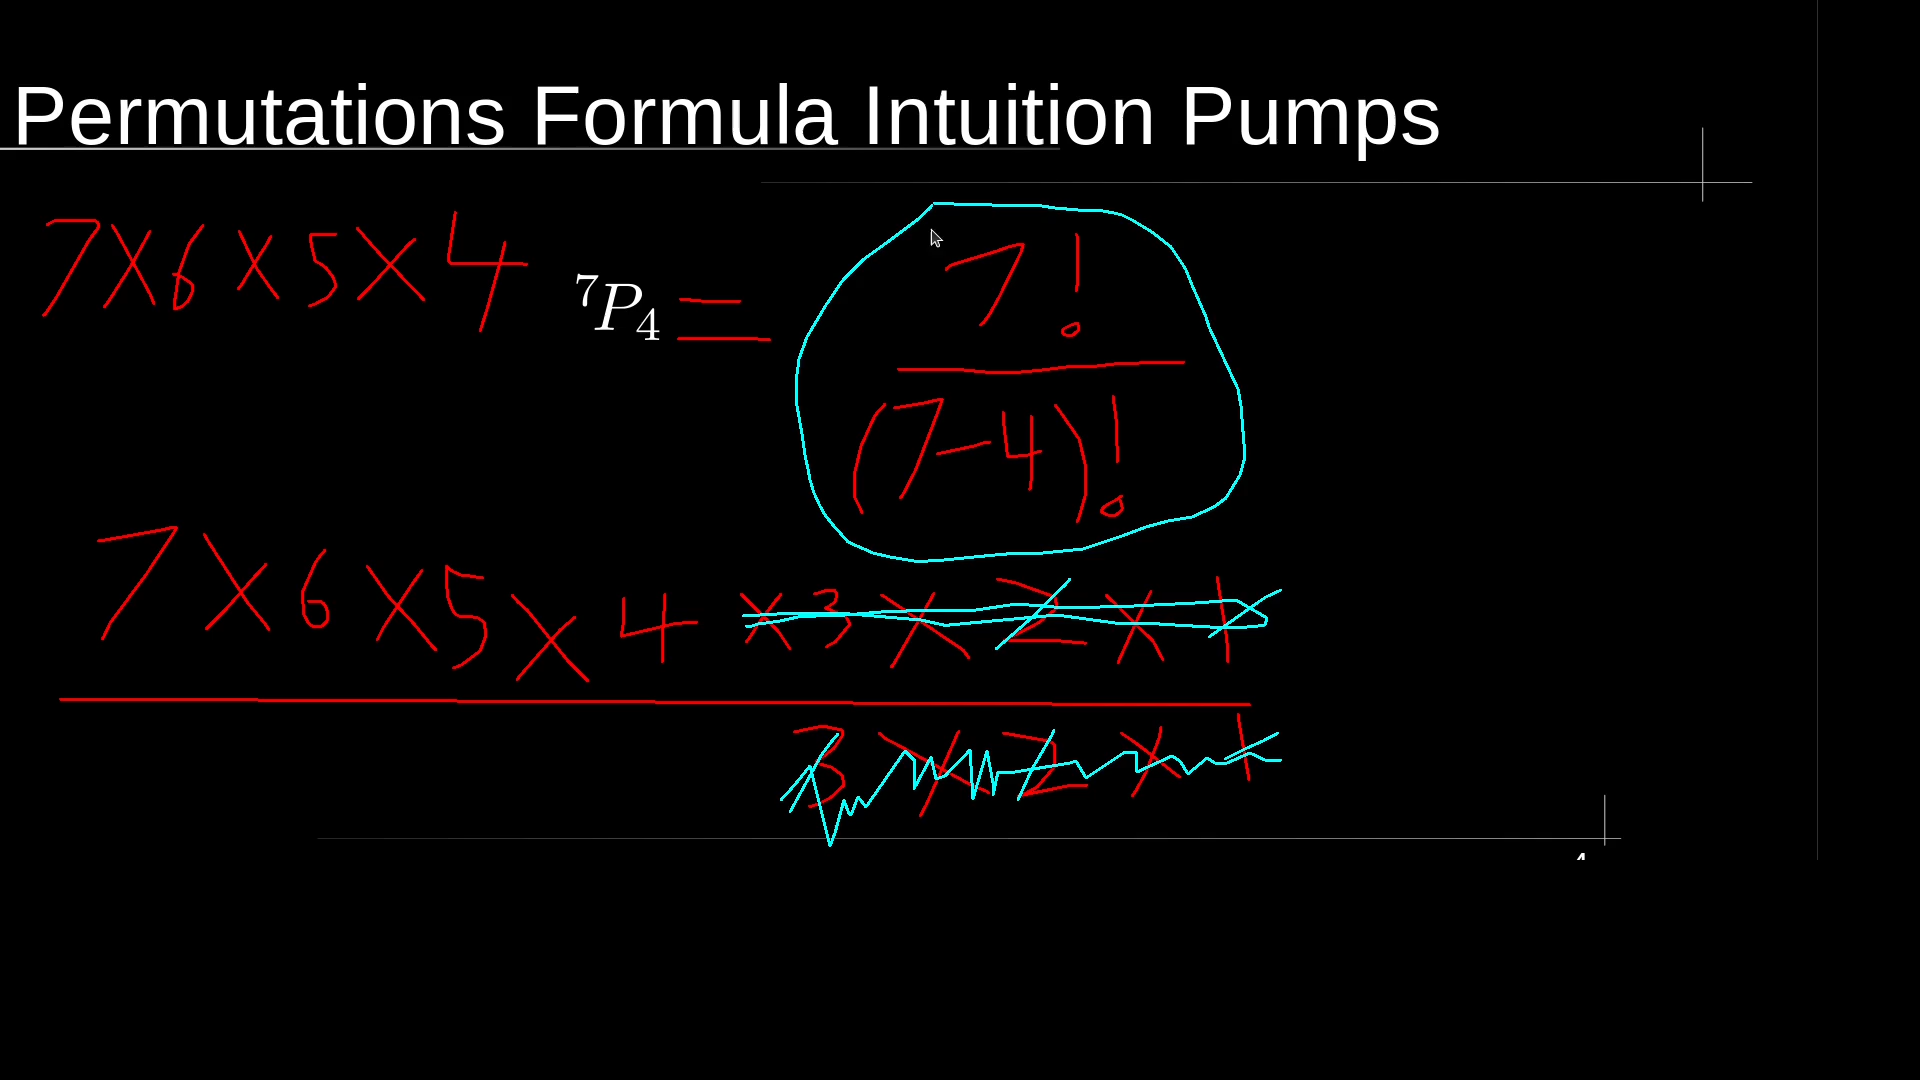 Permutations Formula Intuition Pumps
7×6×5×4
⁷P₄ = 7!
(7-4)!
7×6×5×4×3×2×1
3×2×1